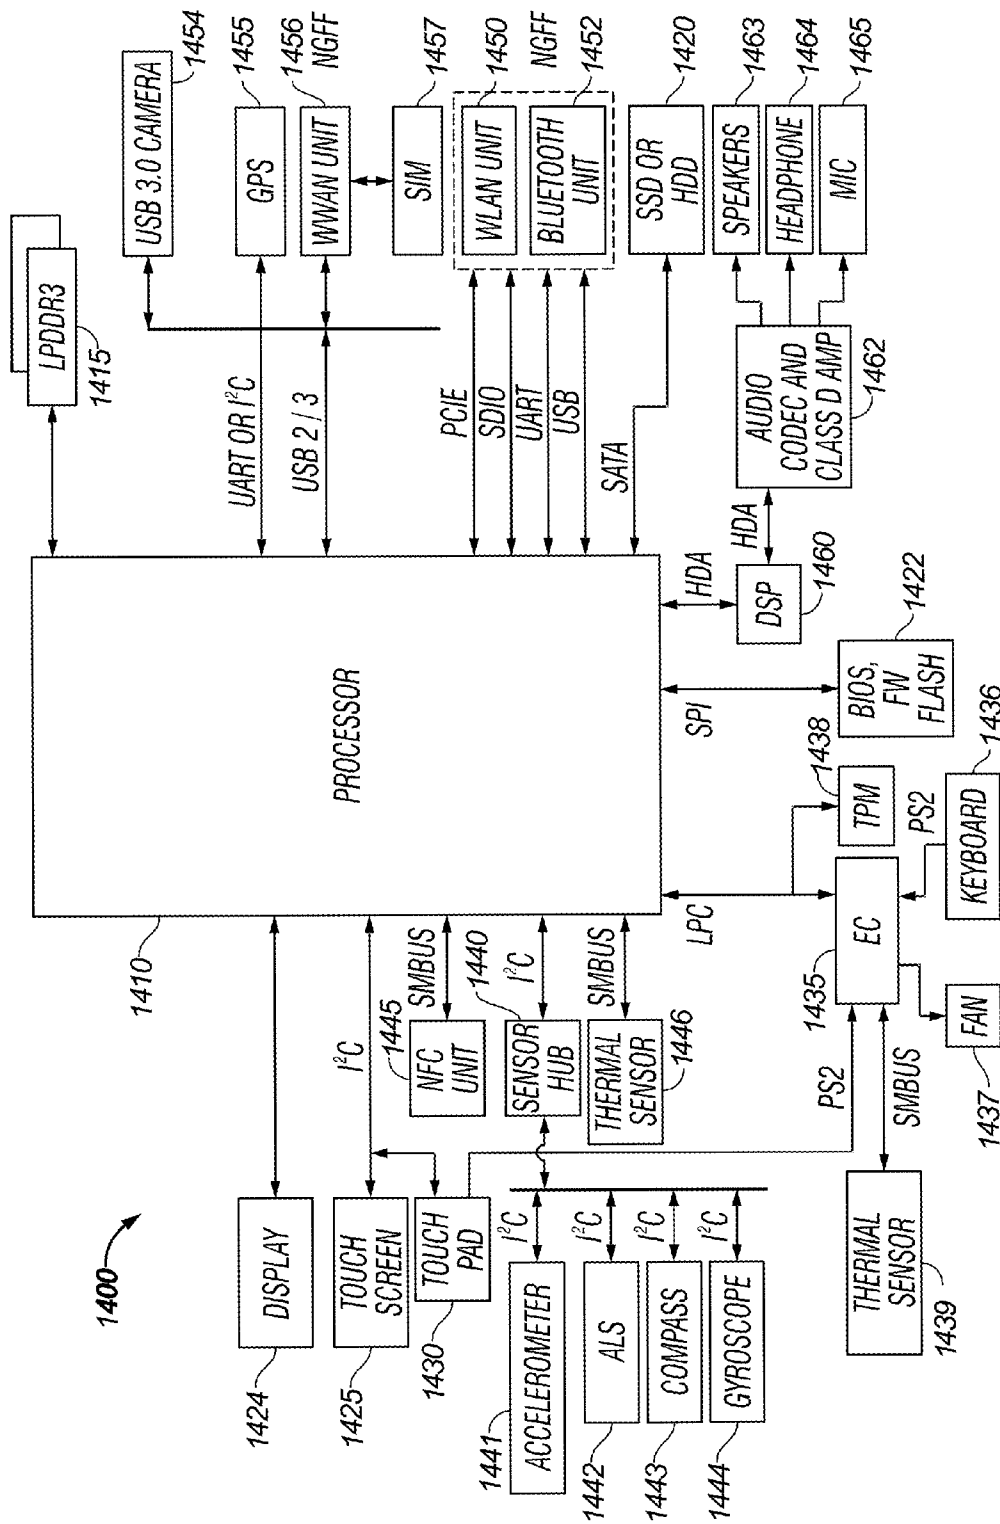 1400
DISPLAY
1424
TOUCH
SCREEN
1425
TOUCH
PAD
1430
ACCELEROMETER
1441
ALS
1442
COMPASS
1443
GYROSCOPE
1444
I²C
I²C
I²C
I²C
I²C
NFC
UNIT
1445
SMBUS
SENSOR
HUB
1440
I²C
THERMAL
SENSOR
1446
SMBUS
THERMAL
SENSOR
1439
SMBUS
PS2
FAN
1437
EC
1435
KEYBOARD
1436
PS2
TPM
1438
LPC
PROCESSOR
1410
SPI
BIOS,
FW
FLASH
1422
HDA
DSP
1460
HDA
AUDIO
CODEC AND
CLASS D AMP
1462
LPDDR3
1415
UART OR I²C
USB 2 / 3
PCIE
SDIO
UART
USB
SATA
USB 3.0 CAMERA
1454
GPS
1455
WWAN UNIT
1456
NGFF
SIM
1457
WLAN UNIT
1450
BLUETOOTH
UNIT
NGFF
1452
SSD OR
HDD
1420
SPEAKERS
1463
HEADPHONE
1464
MIC
1465